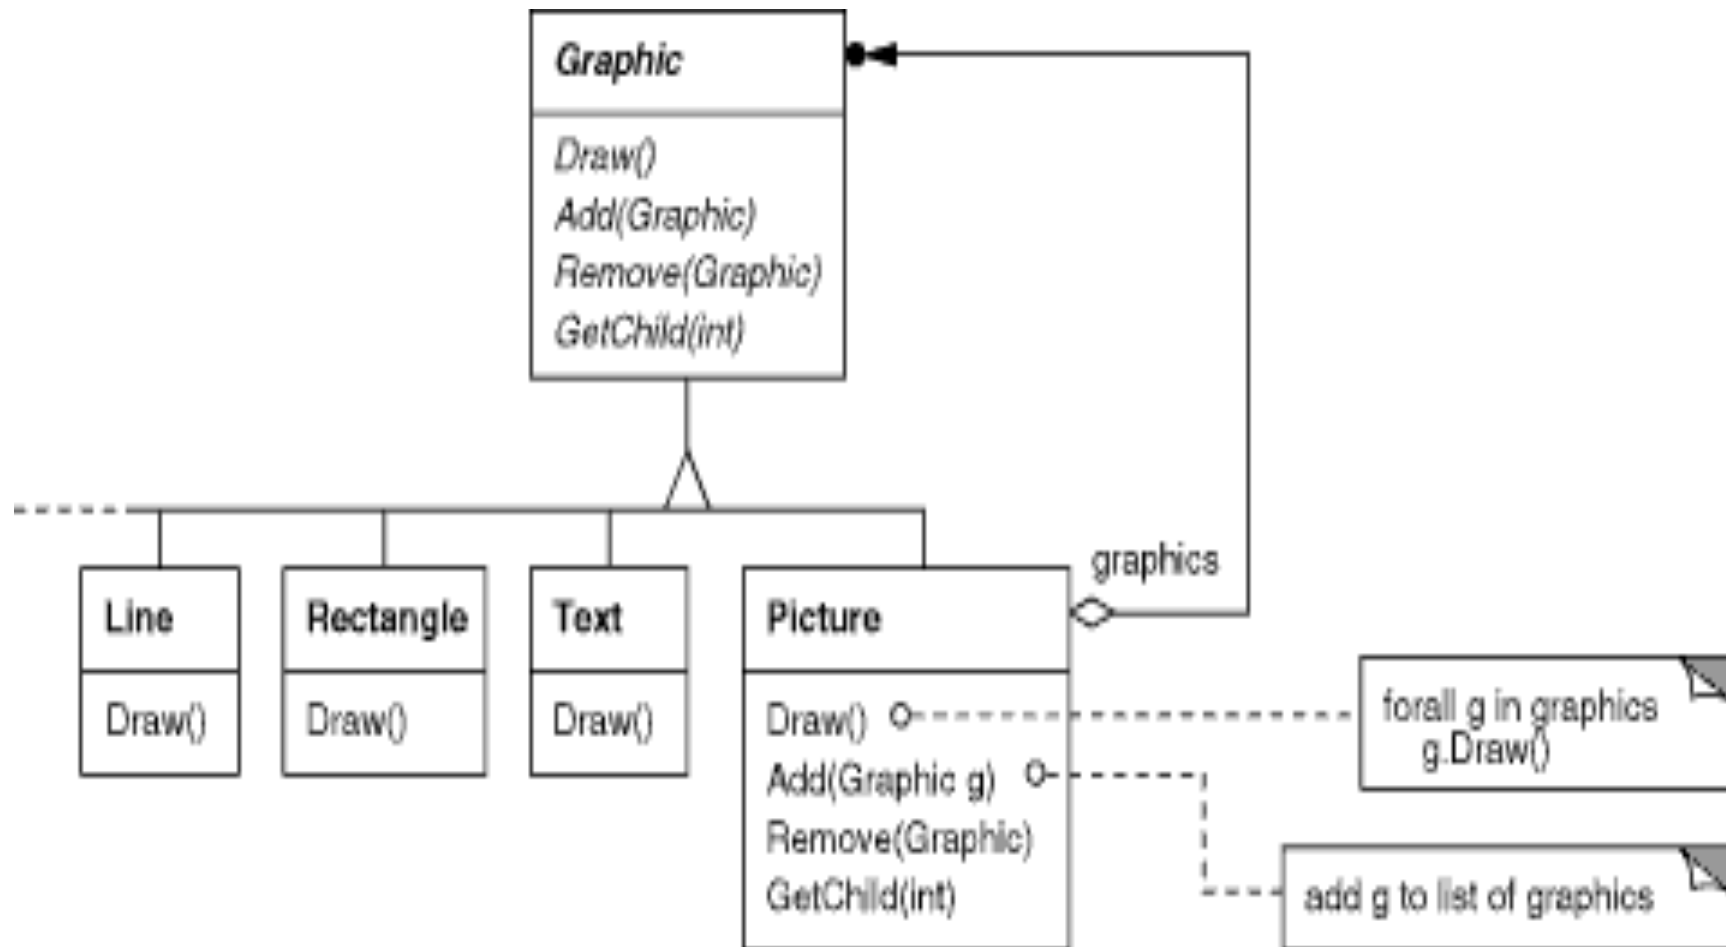 Graphic
Draw()
Add(Graphic)
Remove(Graphic)
GetChild(int)
graphics
Line
Draw()
Rectangle
Draw()
Text
Draw()
Picture
Draw()
Add(Graphic g)
Remove(Graphic)
GetChild(int)
forall g in graphics
g.Draw()
add g to list of graphics